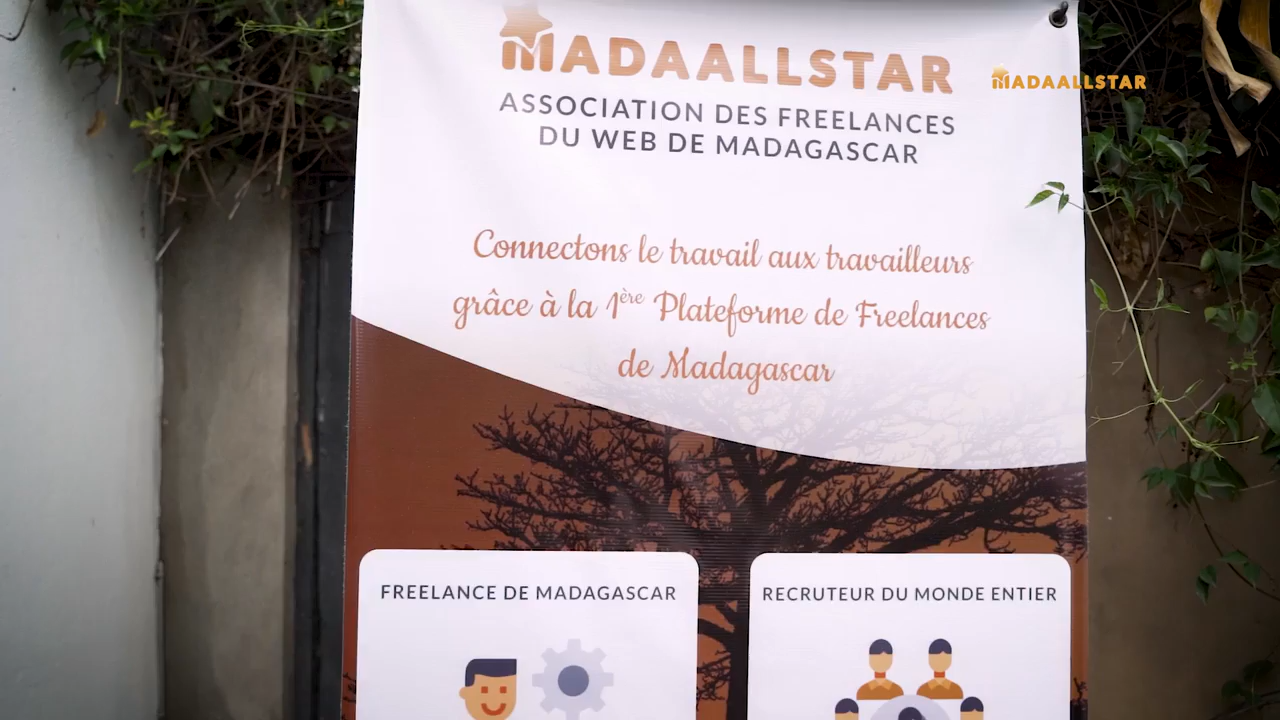 MADAALLSTAR
MADAALLSTAR
ASSOCIATION DES FREELANCES
DU WEB DE MADAGASCAR
Connectons le travail aux travailleurs
grâce à la 1ère Plateforme de Freelances
de Madagascar
FREELANCE DE MADAGASCAR
RECRUTEUR DU MONDE ENTIER